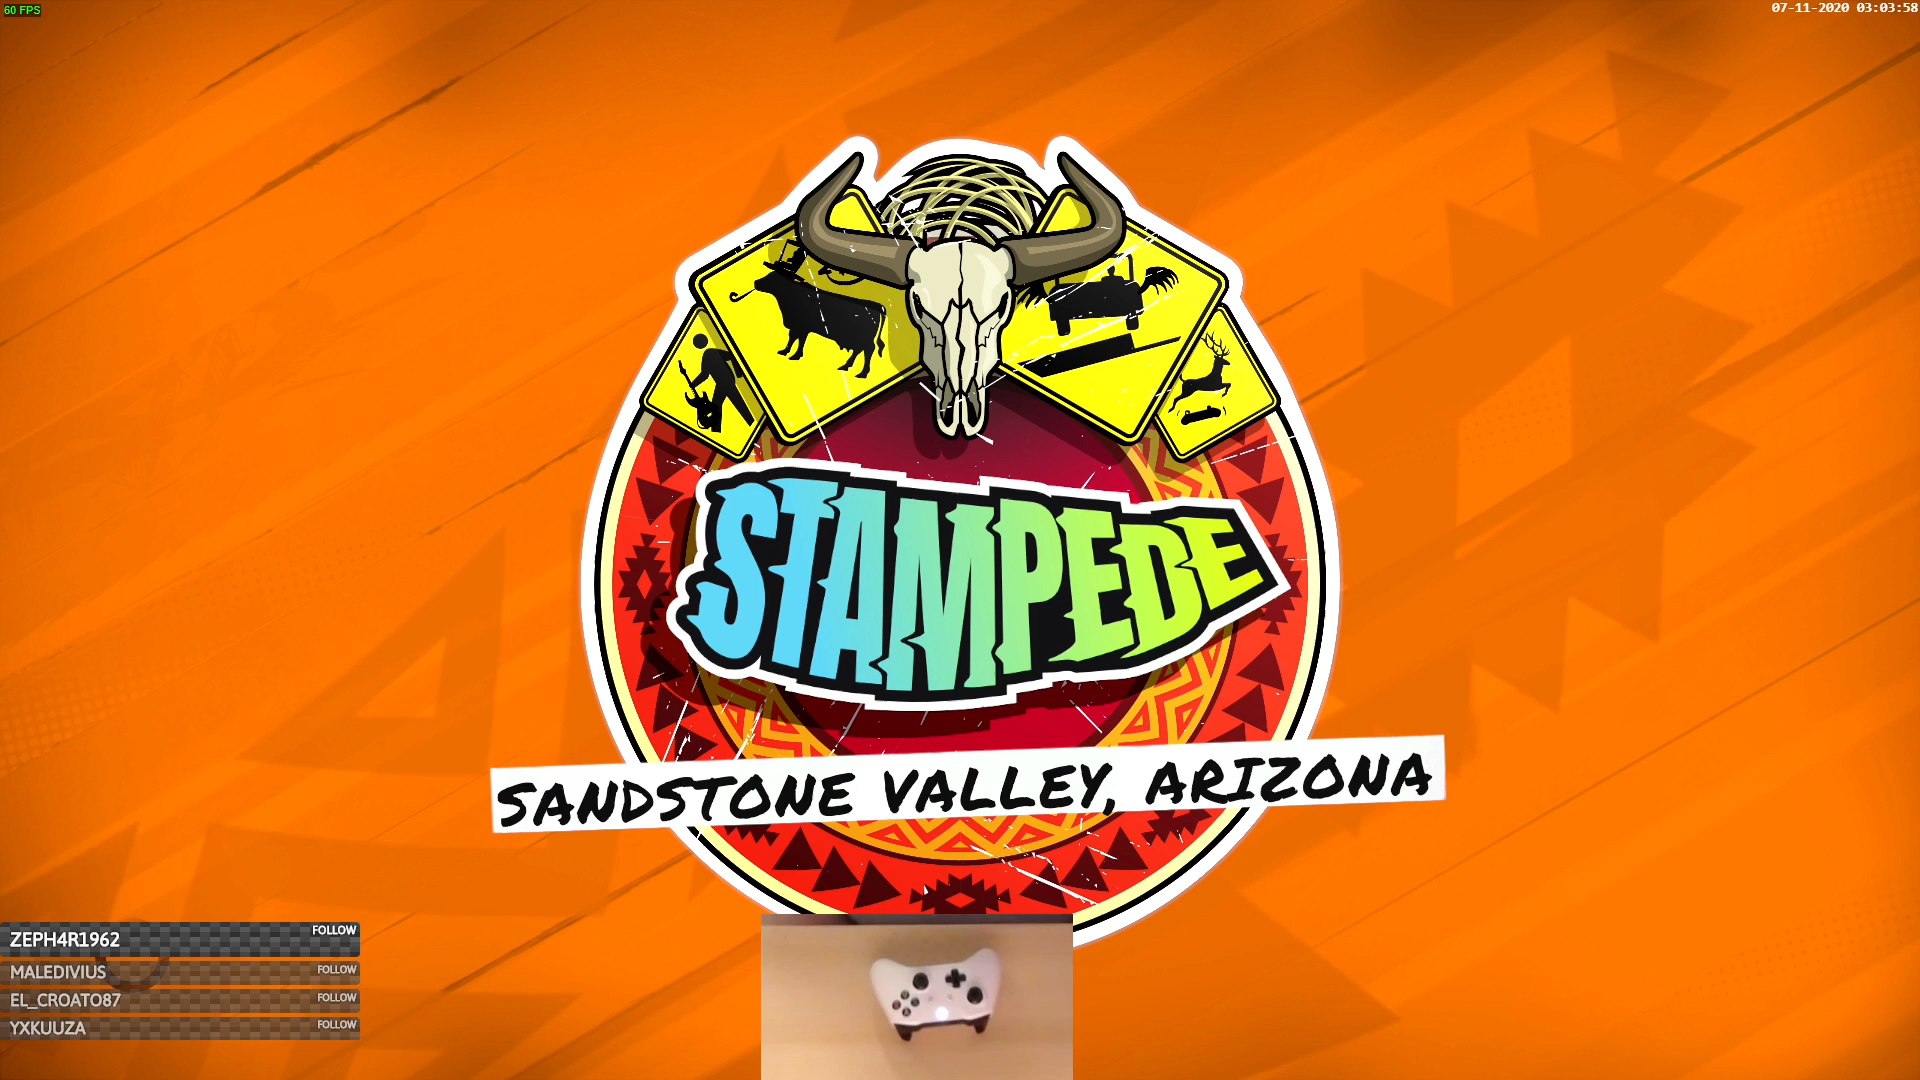 60 FPS
07-11-2020 03:03:58
STAMPEDE
SANDSTONE VALLEY, ARIZONA
ZEPH4R1962 FOLLOW
MALEDIVIUS FOLLOW
EL_CROATO87 FOLLOW
YXKUUZA FOLLOW